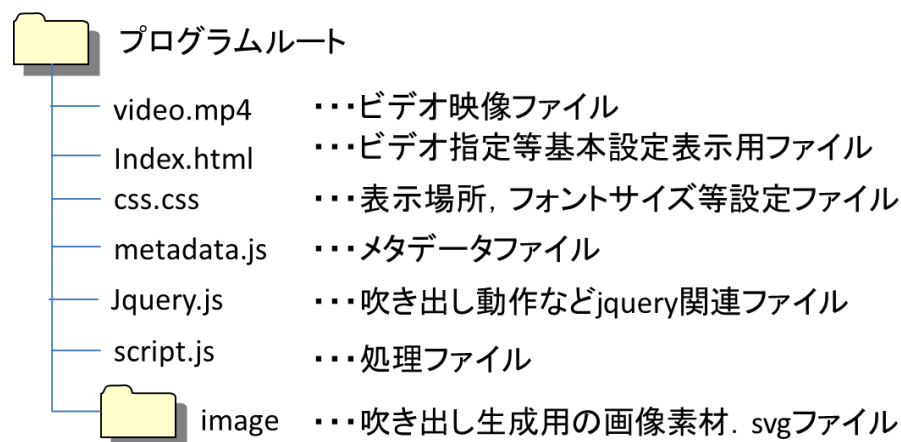 プログラムルート
video.mp4 ・・・ビデオ映像ファイル
Index.html ・・・ビデオ指定等基本設定表示用ファイル
css.css ・・・表示場所，フォントサイズ等設定ファイル
metadata.js ・・・メタデータファイル
Jquery.js ・・・吹き出し動作などjquery関連ファイル
script.js ・・・処理ファイル
image ・・・吹き出し生成用の画像素材．svgファイル